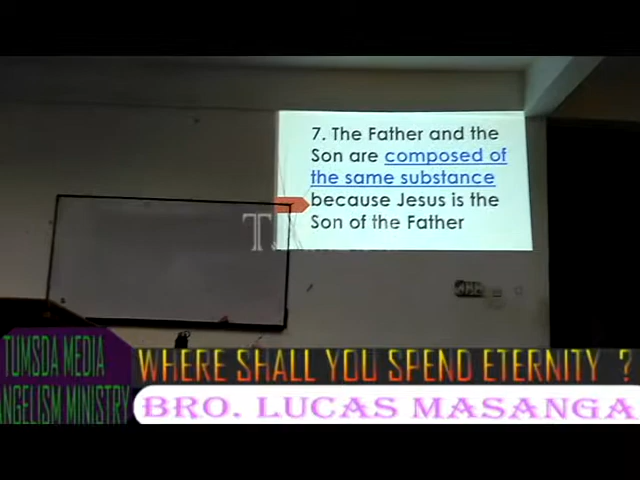 7. The Father and the
Son are composed of
the same substance
because Jesus is the
Son of the Father
TUMSDA MEDIA
ANGELISM MINISTRY
WHERE SHALL YOU SPEND ETERNITY ?
BRO. LUCAS MASANGA